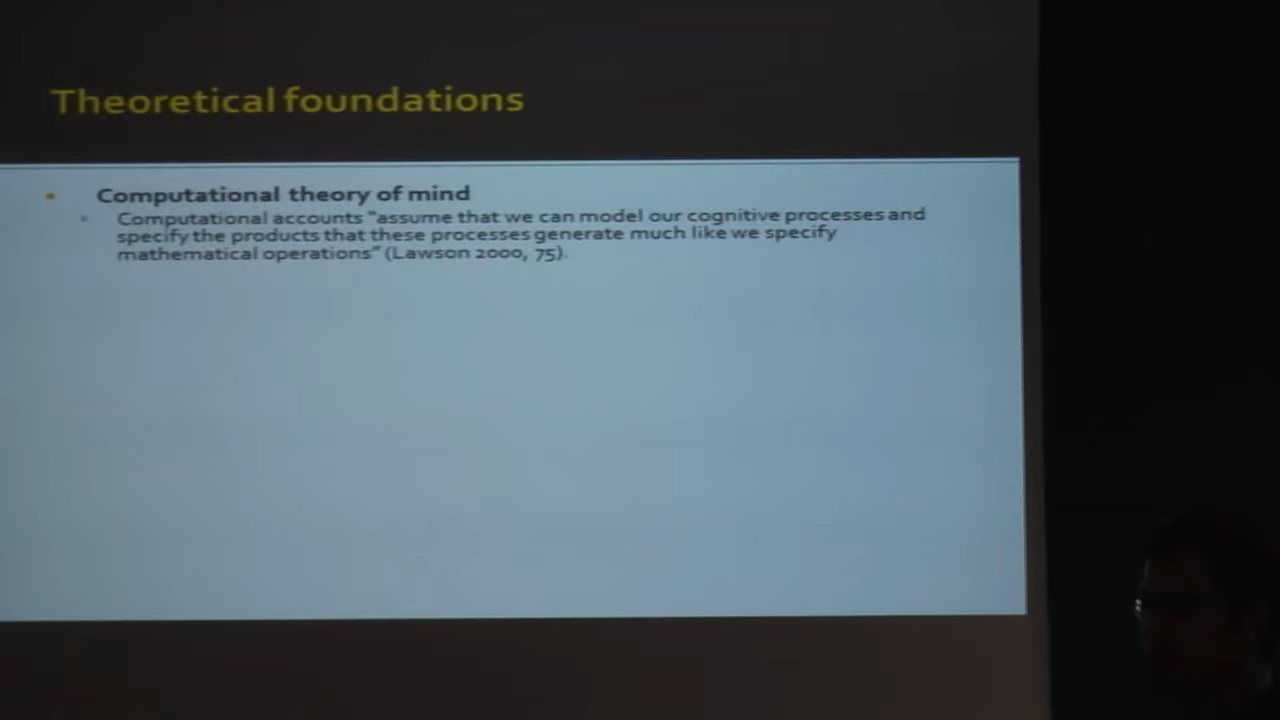 Theoretical foundations
Computational theory of mind
Computational accounts "assume that we can model our cognitive processes and
specify the products that these processes generate much like we specify
mathematical operations" (Lawson 2000, 75).